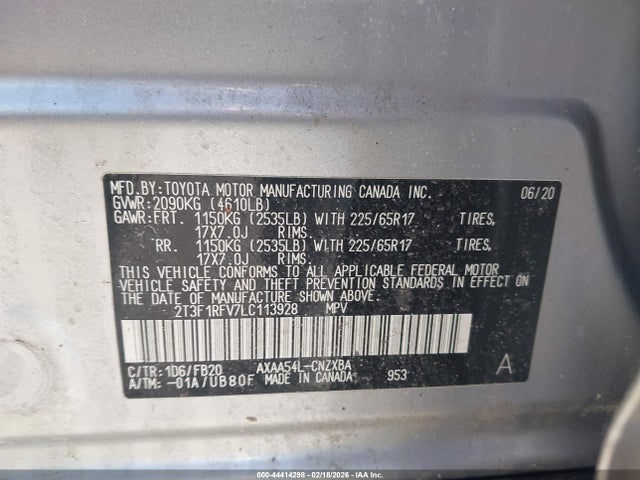 MFD.BY:TOYOTA MOTOR MANUFACTURING CANADA INC. 06/20
GVWR:2090KG (4610LB)
GAWR:FRT. 1150KG (2535LB) WITH 225/65R17 TIRES,
17X7.0J RIMS,
RR. 1150KG (2535LB) WITH 225/65R17 TIRES,
17X7.0J RIMS.
THIS VEHICLE CONFORMS TO ALL APPLICABLE FEDERAL MOTOR
VEHICLE SAFETY AND THEFT PREVENTION STANDARDS IN EFFECT ON
THE DATE OF MANUFACTURE SHOWN ABOVE.
2T3F1RFV7LC113928 MPV
C/TR:1D6/FB20 AXAA54L-CNZXBA 953 A
A/TM:-01A/UB80F MADE IN CANADA
000-44414298 - 02/18/2026 - IAA Inc.